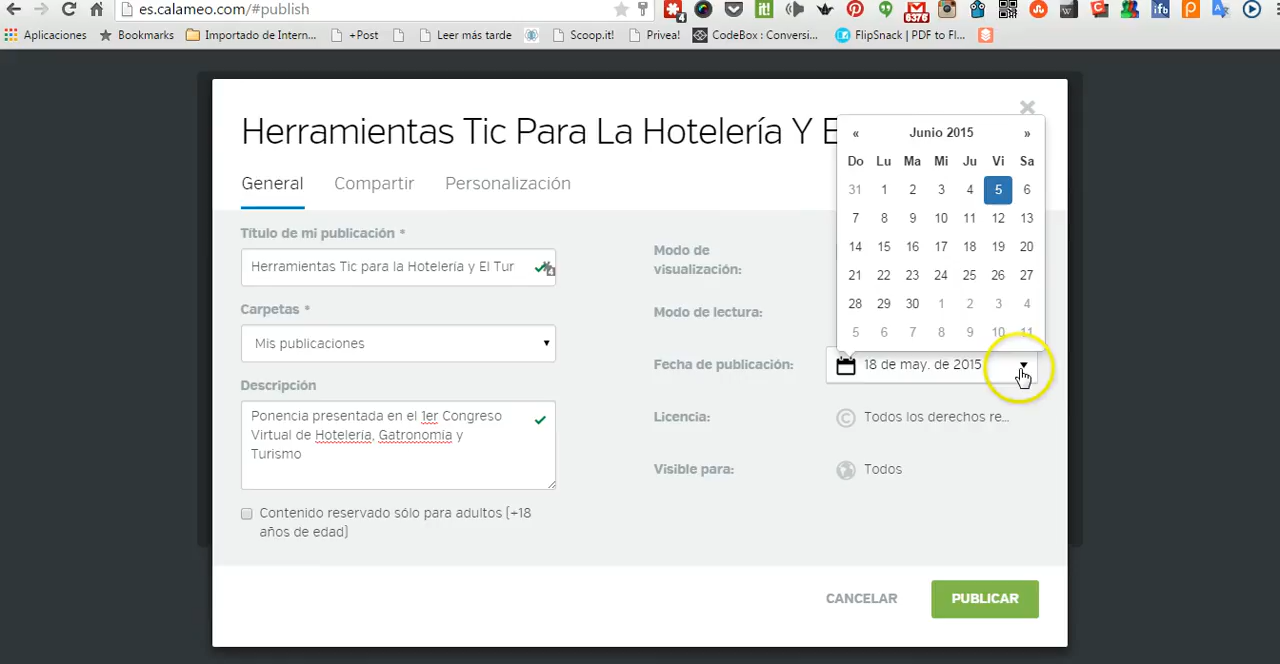 es.calameo.com/#publish
4
6376
Aplicaciones
Bookmarks
Importado de Intern...
+Post
Leer más tarde
Scoop.it!
Privea!
CodeBox : Conversi...
FlipSnack | PDF to Fl...
Herramientas Tic Para La Hotelería Y E
General
Compartir
Personalización
Título de mi publicación *
Herramientas Tic para la Hotelería y El Tur
Carpetas *
Mis publicaciones
Descripción
Ponencia presentada en el 1er Congreso
Virtual de Hotelería, Gatronomia y
Turismo
Contenido reservado sólo para adultos (+18
años de edad)
Modo de
visualización:
Modo de lectura:
Fecha de publicación:
18 de may. de 2015
Licencia:
Todos los derechos re...
Visible para:
Todos
« Junio 2015 »
Do Lu Ma Mi Ju Vi Sa
31 1 2 3 4 5 6
7 8 9 10 11 12 13
14 15 16 17 18 19 20
21 22 23 24 25 26 27
28 29 30 1 2 3 4
5 6 7 8 9 10 11
CANCELAR
PUBLICAR